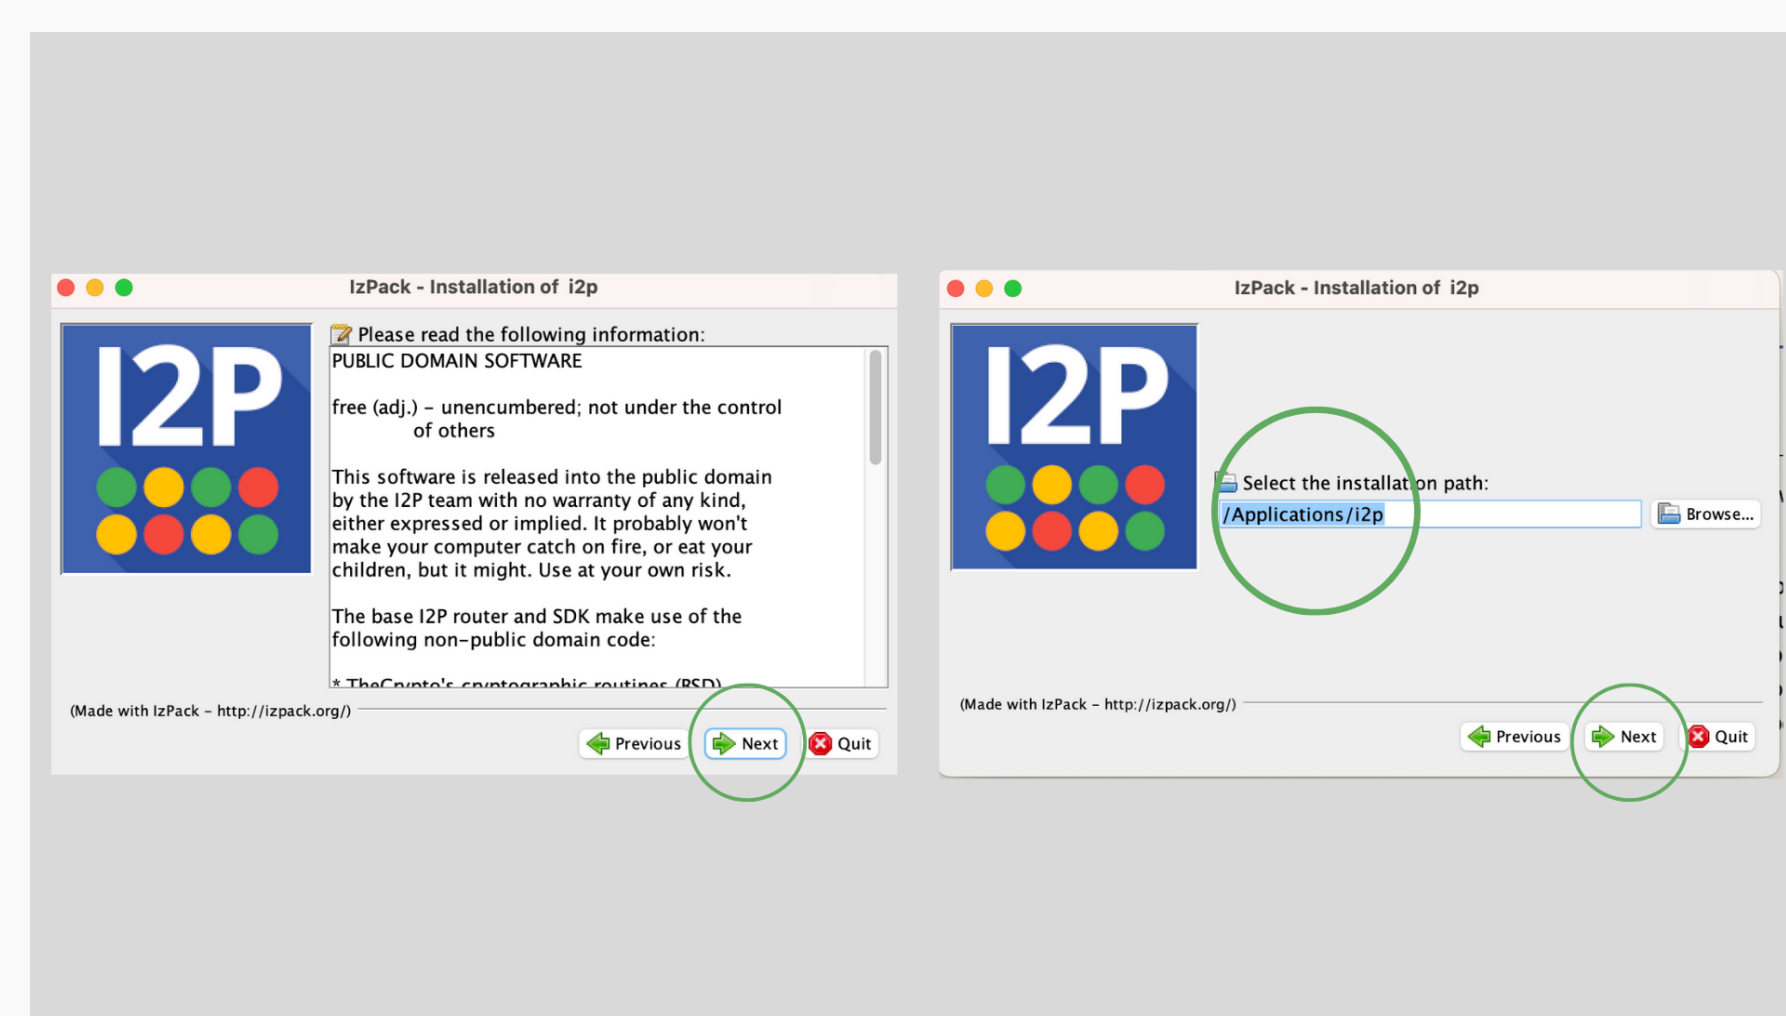 IzPack - Installation of i2p
I2P
Please read the following information:
PUBLIC DOMAIN SOFTWARE
free (adj.) – unencumbered; not under the control
of others
This software is released into the public domain
by the I2P team with no warranty of any kind,
either expressed or implied. It probably won't
make your computer catch on fire, or eat your
children, but it might. Use at your own risk.
The base I2P router and SDK make use of the
following non–public domain code:
* TheCrypto's cryptographic routines (BSD)
(Made with IzPack – http://izpack.org/)
Previous
Next
Quit
IzPack - Installation of i2p
I2P
Select the installation path:
/Applications/i2p
Browse...
(Made with IzPack – http://izpack.org/)
Previous
Next
Quit